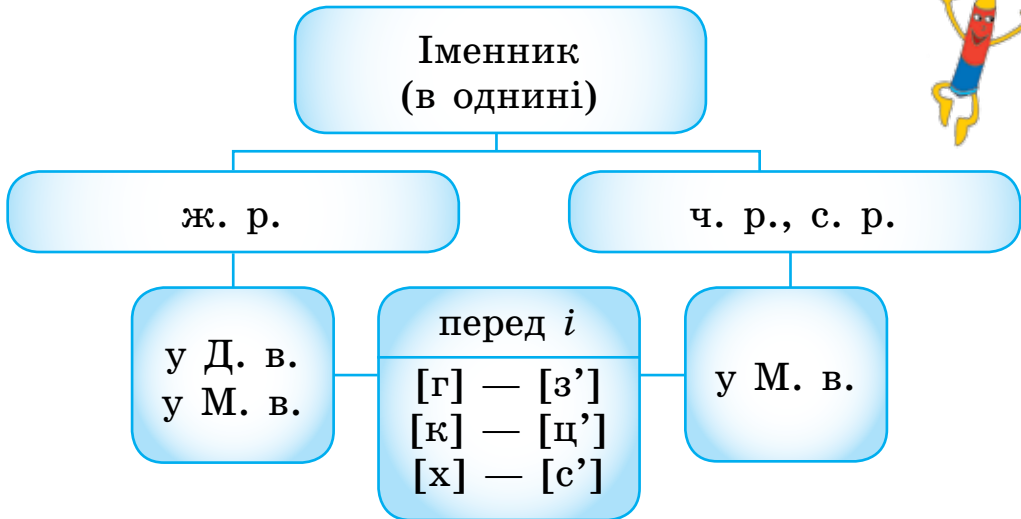 Іменник
(в однині)
ж. р.
ч. р., с. р.
у Д. в.
у М. в.
перед і
[г] — [з’]
[к] — [ц’]
[х] — [с’]
у М. в.